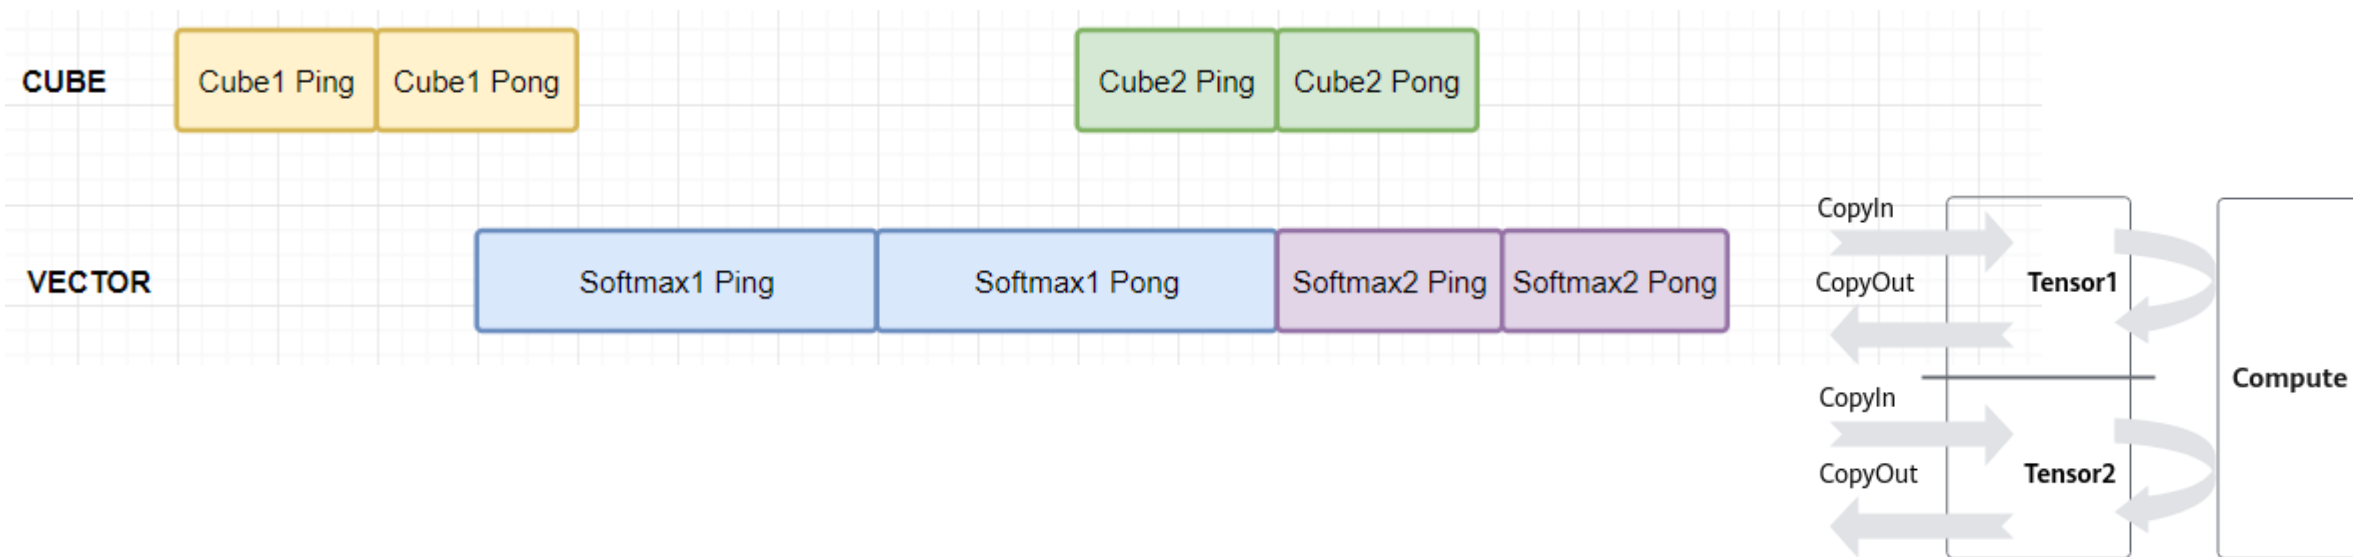 CUBE
Cube1 Ping
Cube1 Pong
Cube2 Ping
Cube2 Pong
VECTOR
Softmax1 Ping
Softmax1 Pong
Softmax2 Ping
Softmax2 Pong
CopyIn
CopyOut
Tensor1
CopyIn
CopyOut
Tensor2
Compute